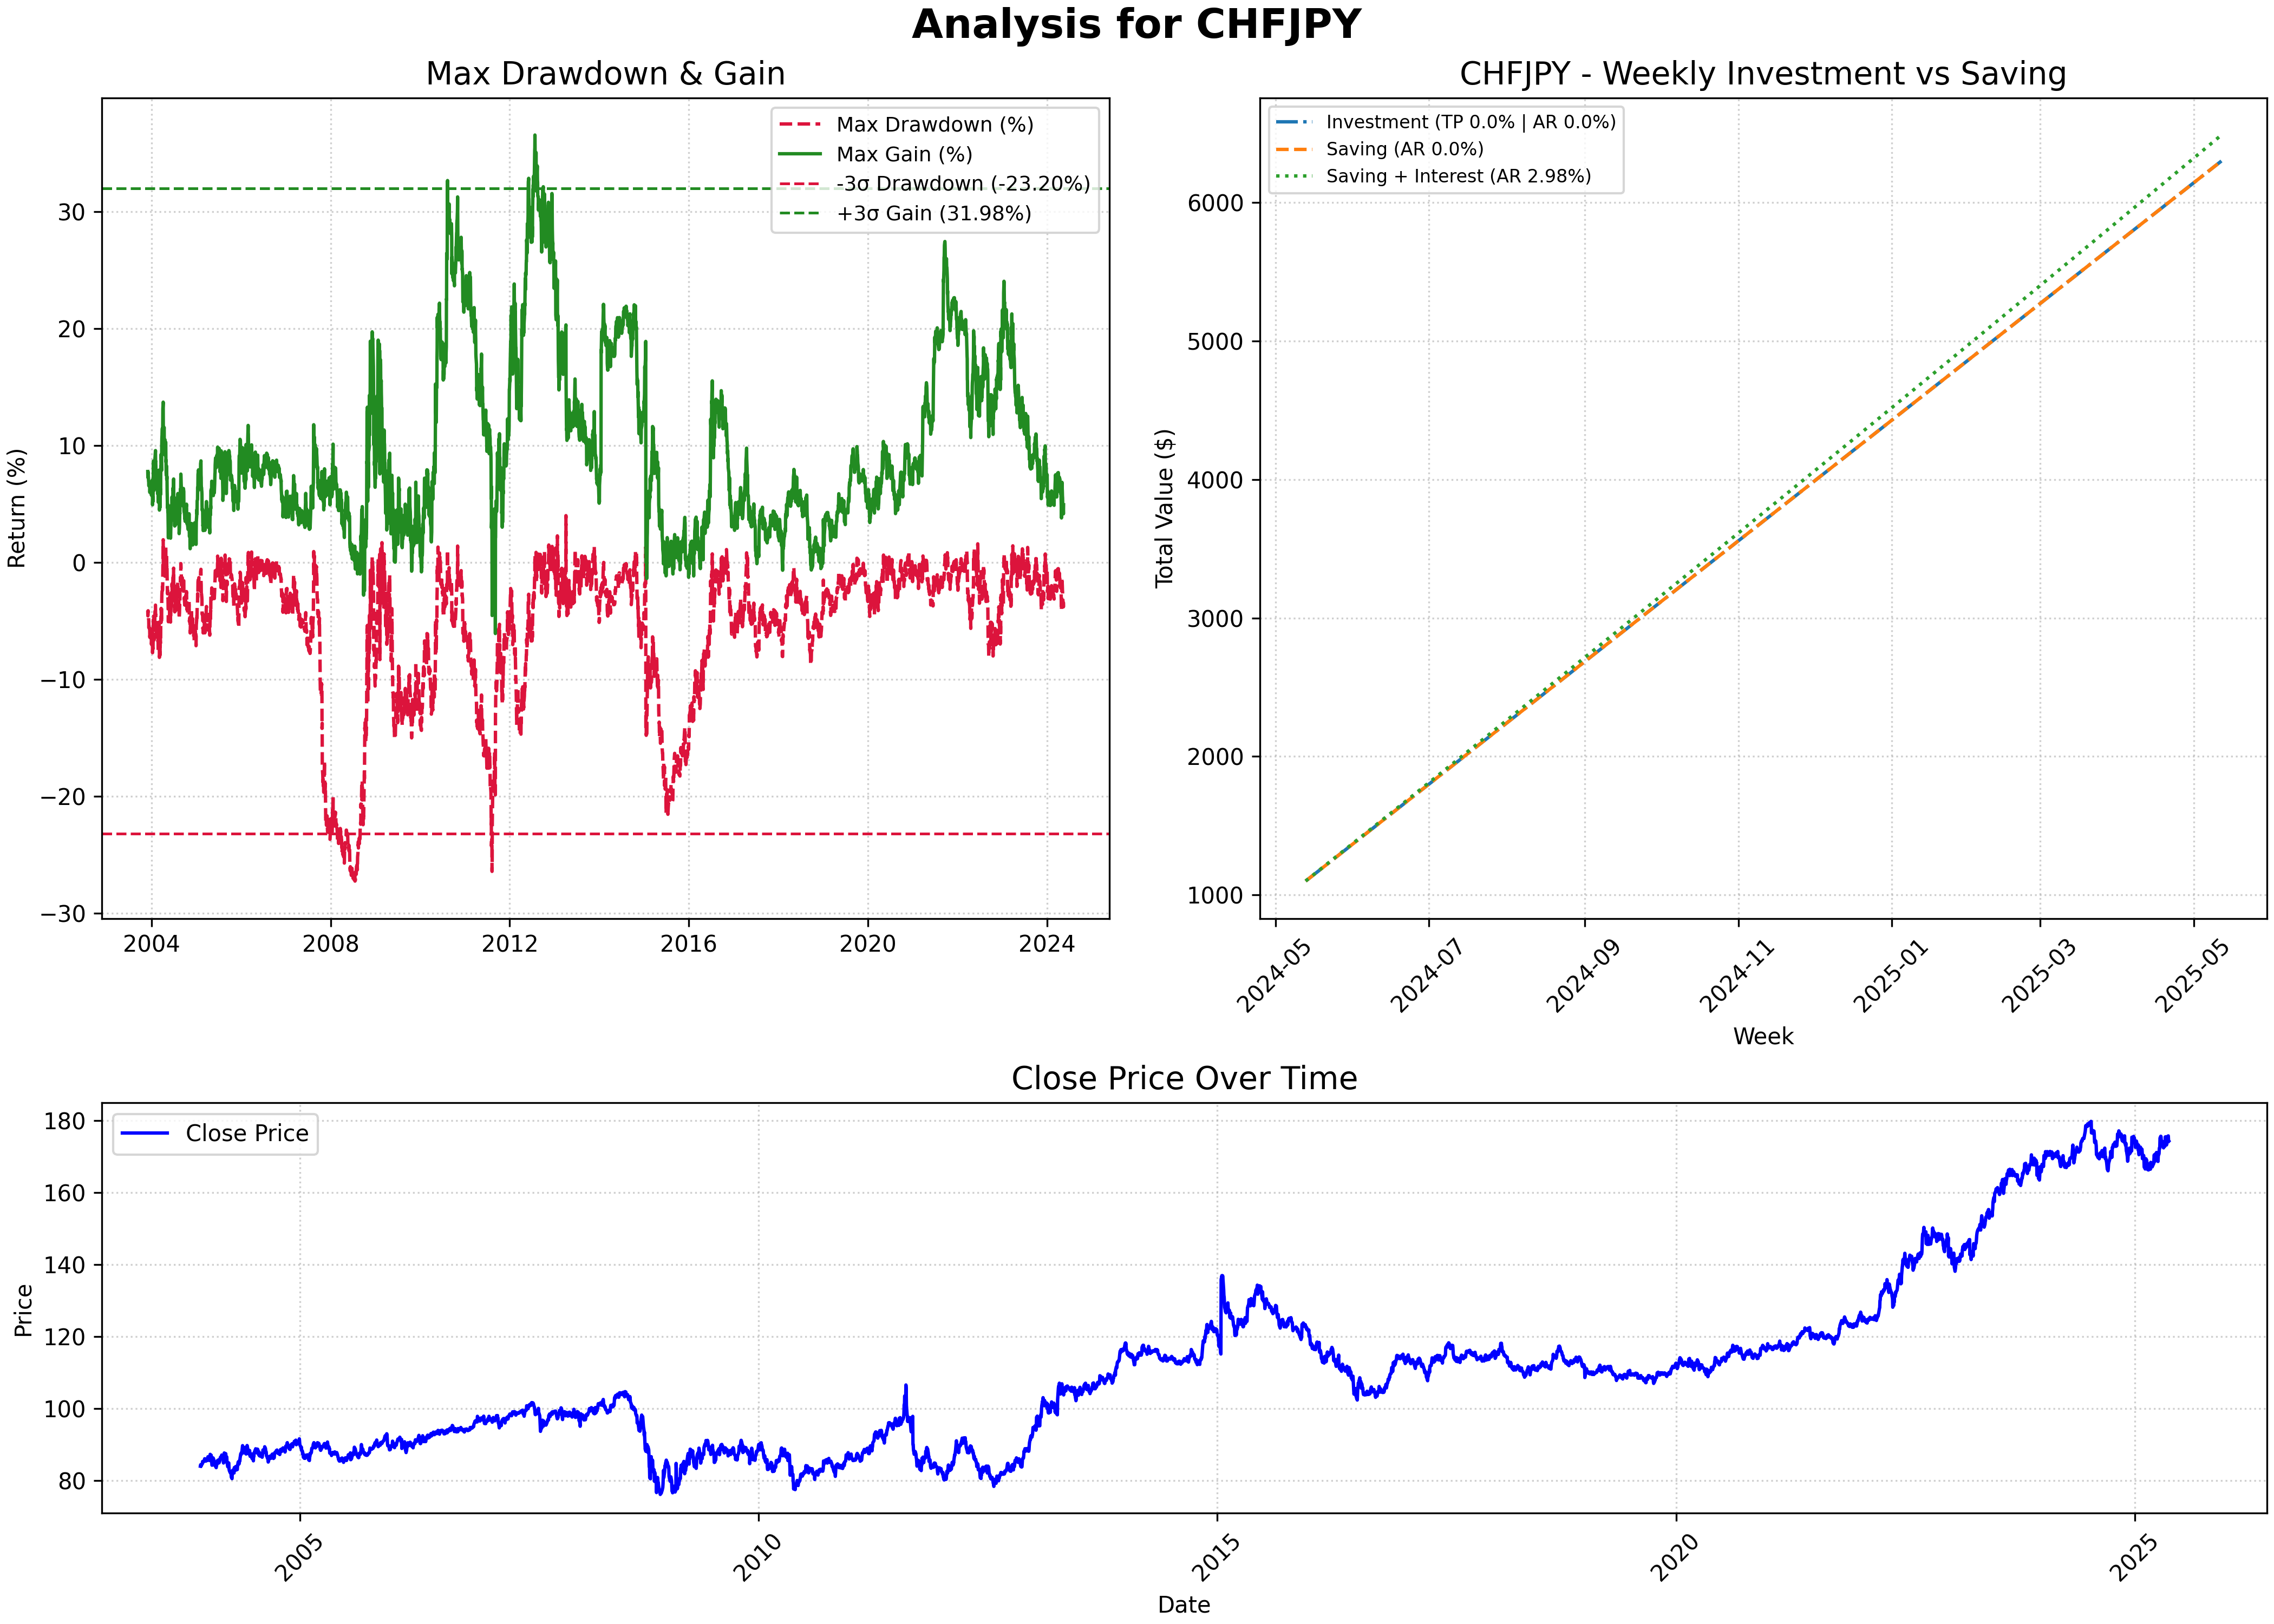 Analysis for CHFJPY
Max Drawdown & Gain
Return (%)
30
20
10
0
−10
−20
−30
2004
2008
2012
2016
2020
2024
Max Drawdown (%)
Max Gain (%)
-3σ Drawdown (-23.20%)
+3σ Gain (31.98%)
CHFJPY - Weekly Investment vs Saving
Total Value ($)
6000
5000
4000
3000
2000
1000
2024-05
2024-07
2024-09
2024-11
2025-01
2025-03
2025-05
Week
Investment (TP 0.0% | AR 0.0%)
Saving (AR 0.0%)
Saving + Interest (AR 2.98%)
Close Price Over Time
Price
180
160
140
120
100
80
2005
2010
2015
2020
2025
Date
Close Price